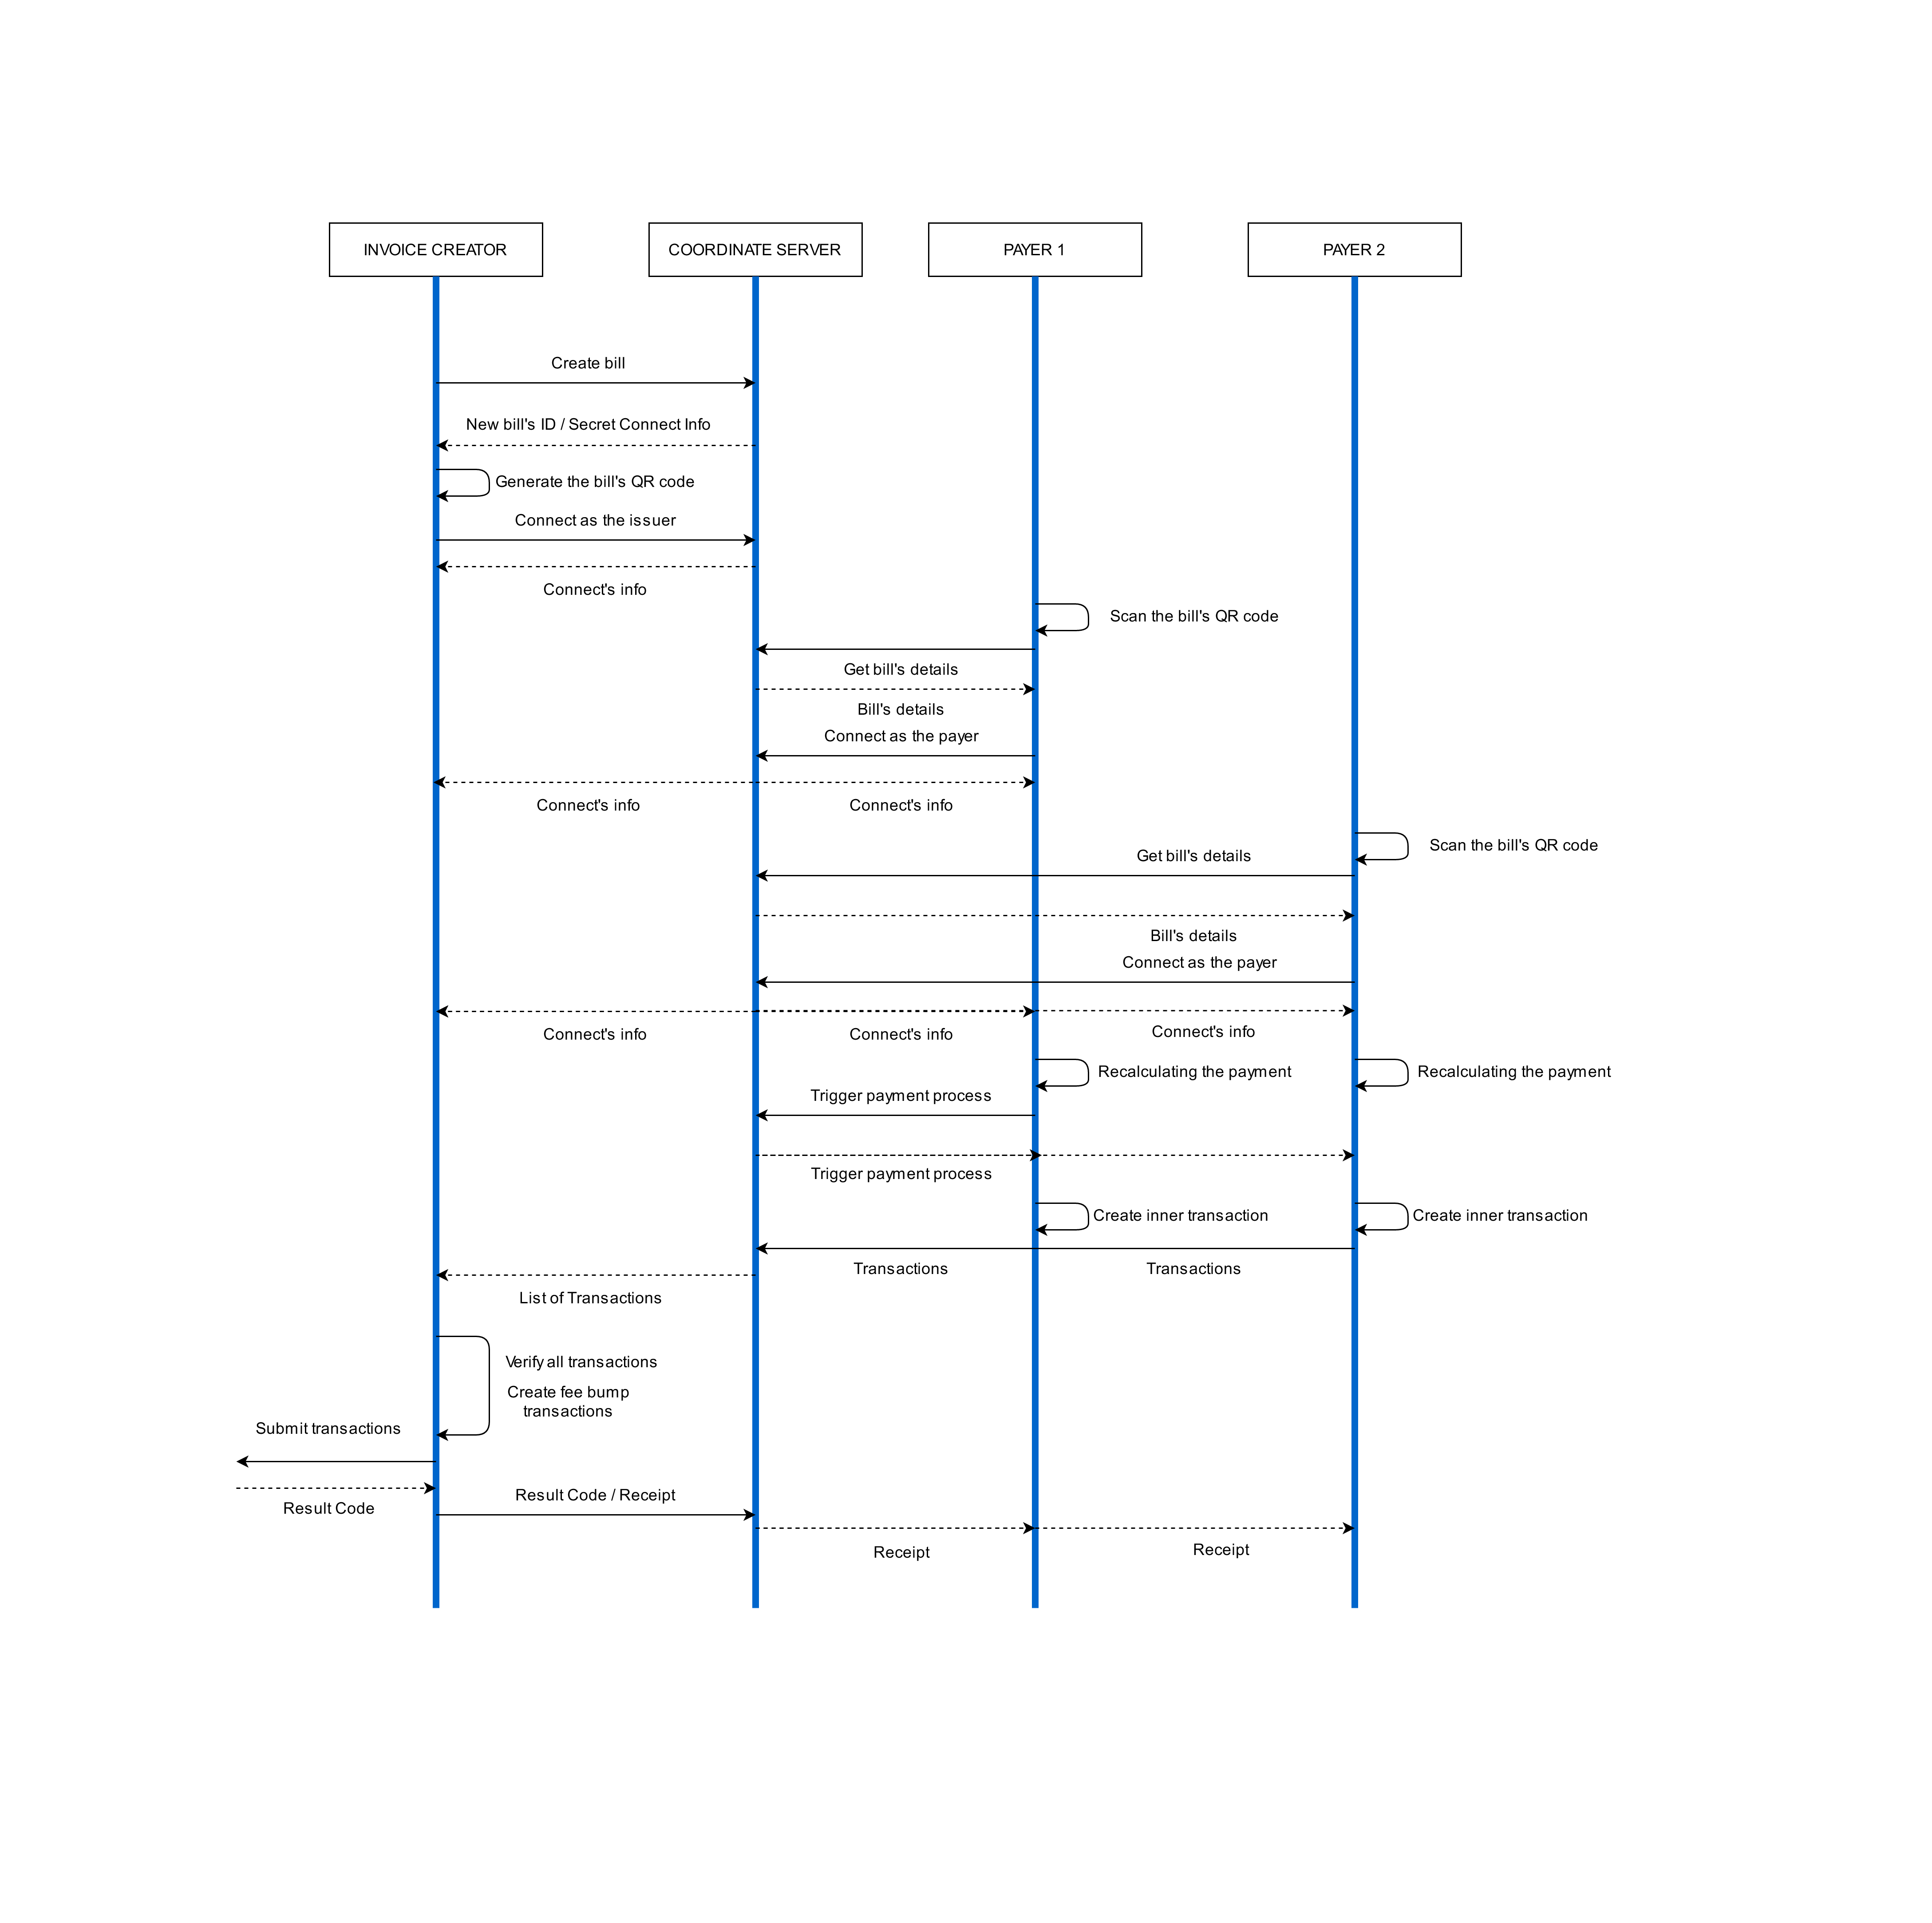 INVOICE CREATOR
COORDINATE SERVER
PAYER 1
PAYER 2
Create bill
New bill's ID / Secret Connect Info
Generate the bill's QR code
Connect as the issuer
Connect's info
Scan the bill's QR code
Get bill's details
Bill's details
Connect as the payer
Connect's info
Connect's info
Scan the bill's QR code
Get bill's details
Bill's details
Connect as the payer
Connect's info
Connect's info
Connect's info
Recalculating the payment
Recalculating the payment
Trigger payment process
Trigger payment process
Create inner transaction
Create inner transaction
Transactions
Transactions
List of Transactions
Verify all transactions
Create fee bump
transactions
Submit transactions
Result Code
Result Code / Receipt
Receipt
Receipt